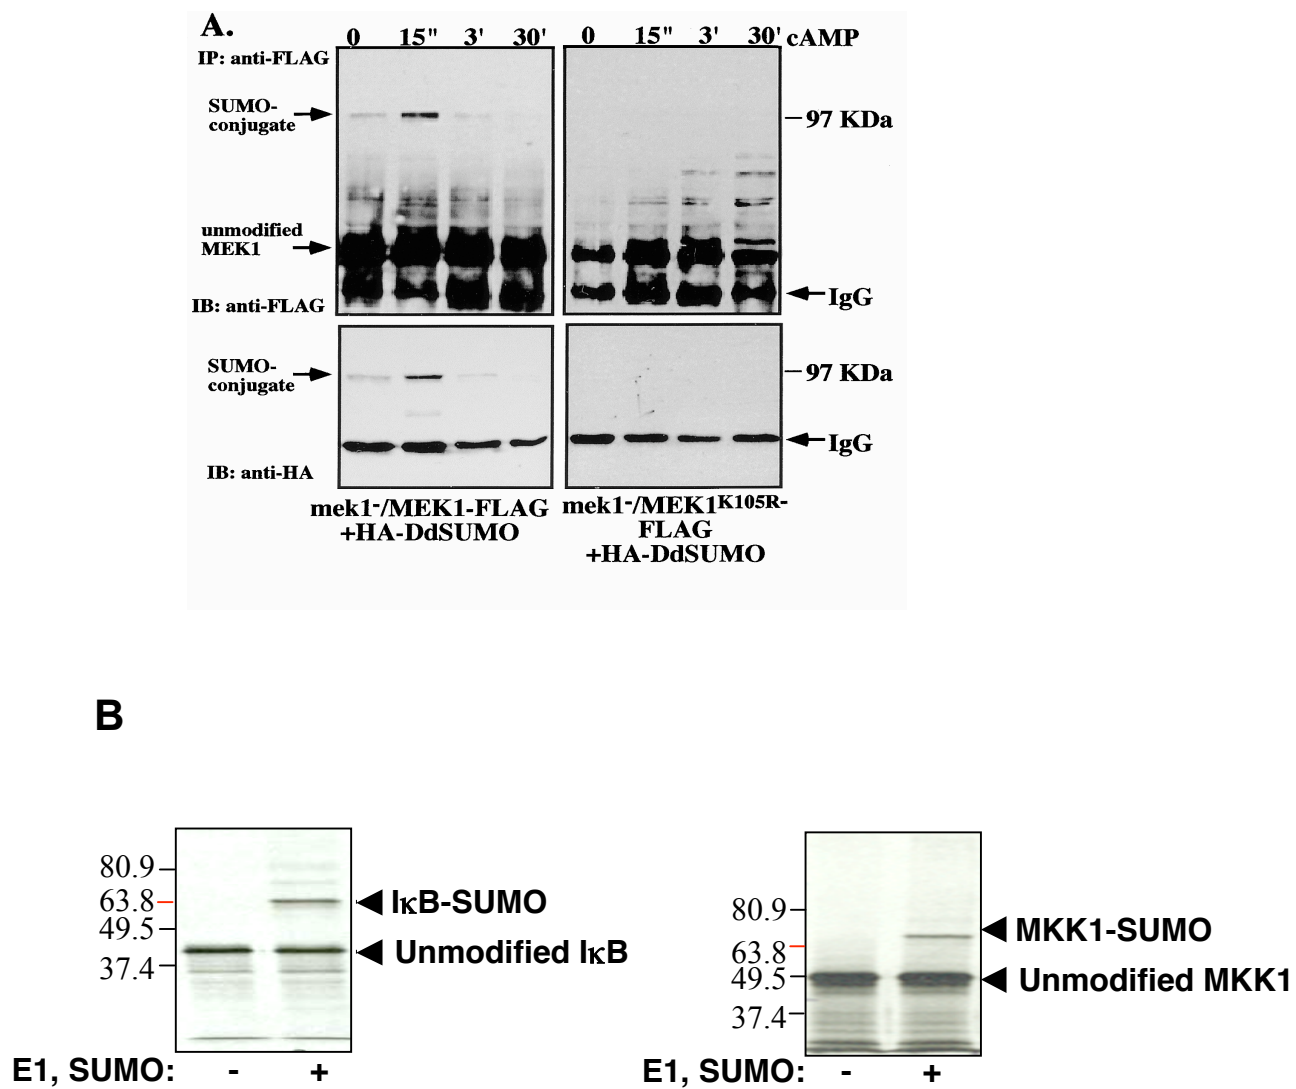 A.
0 15" 3' 30' 0 15" 3' 30' cAMP
IP: anti-FLAG
SUMO-
conjugate
97 KDa
unmodified
MEK1
IgG
IB: anti-FLAG
SUMO-
conjugate
97 KDa
IgG
IB: anti-HA
mek1-/MEK1-FLAG
+HA-DdSUMO
mek1-/MEK1K105R-
FLAG
+HA-DdSUMO
B
80.9
63.8
49.5
37.4
IκB-SUMO
Unmodified IκB
E1, SUMO: - +
80.9
63.8
49.5
37.4
MKK1-SUMO
Unmodified MKK1
E1, SUMO: - +